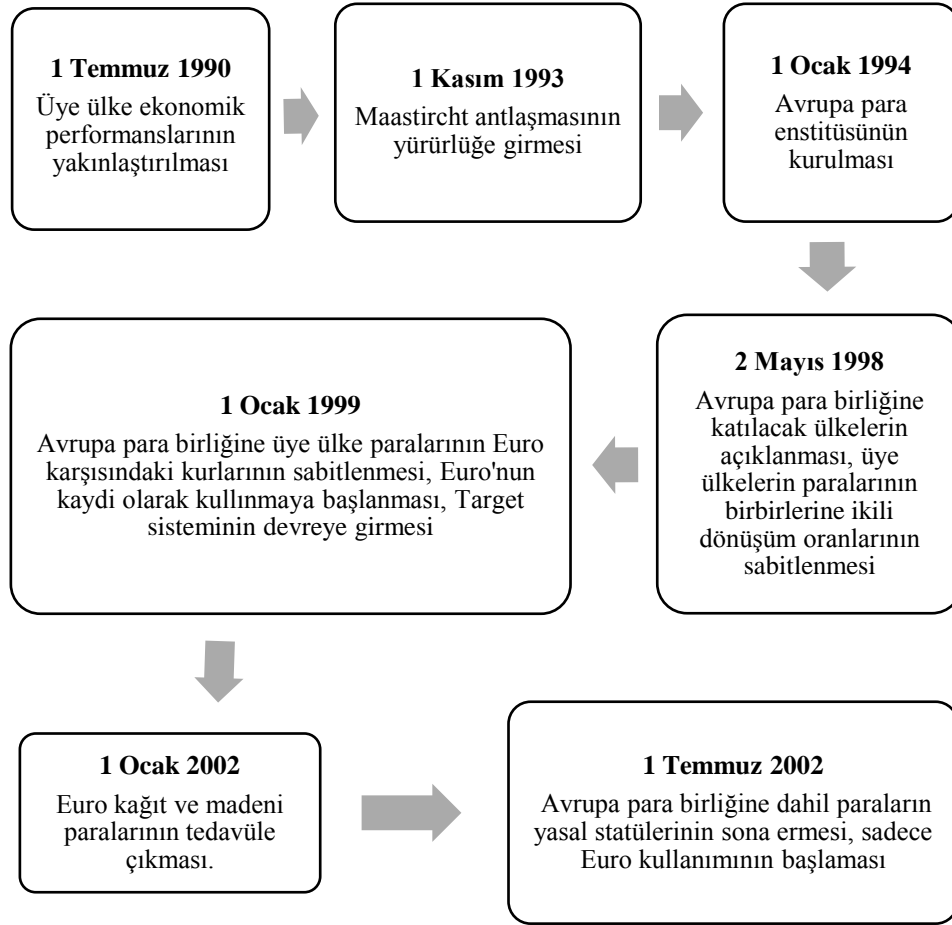 1 Temmuz 1990
Üye ülke ekonomik
performanslarının
yakınlaştırılması
1 Kasım 1993
Maastircht antlaşmasının
yürürlüğe girmesi
1 Ocak 1994
Avrupa para
enstitüsünün
kurulması
2 Mayıs 1998
Avrupa para birliğine
katılacak ülkelerin
açıklanması, üye
ülkelerin paralarının
birbirlerine ikili
dönüşüm oranlarının
sabitlenmesi
1 Ocak 1999
Avrupa para birliğine üye ülke paralarının Euro
karşısındaki kurlarının sabitlenmesi, Euro'nun
kaydi olarak kullınmaya başlanması, Target
sisteminin devreye girmesi
1 Ocak 2002
Euro kağıt ve madeni
paralarının tedavüle
çıkması.
1 Temmuz 2002
Avrupa para birliğine dahil paraların
yasal statülerinin sona ermesi, sadece
Euro kullanımının başlaması